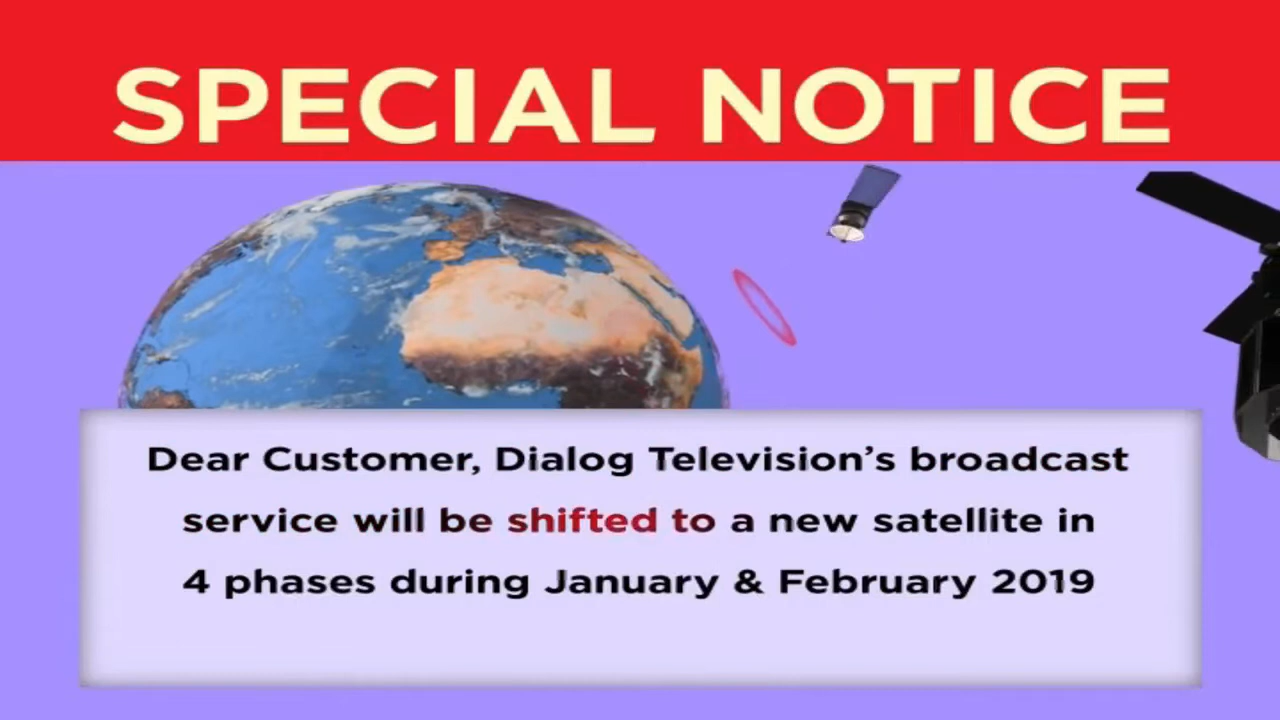 SPECIAL NOTICE
Dear Customer, Dialog Television's broadcast
service will be shifted to a new satellite in
4 phases during January & February 2019